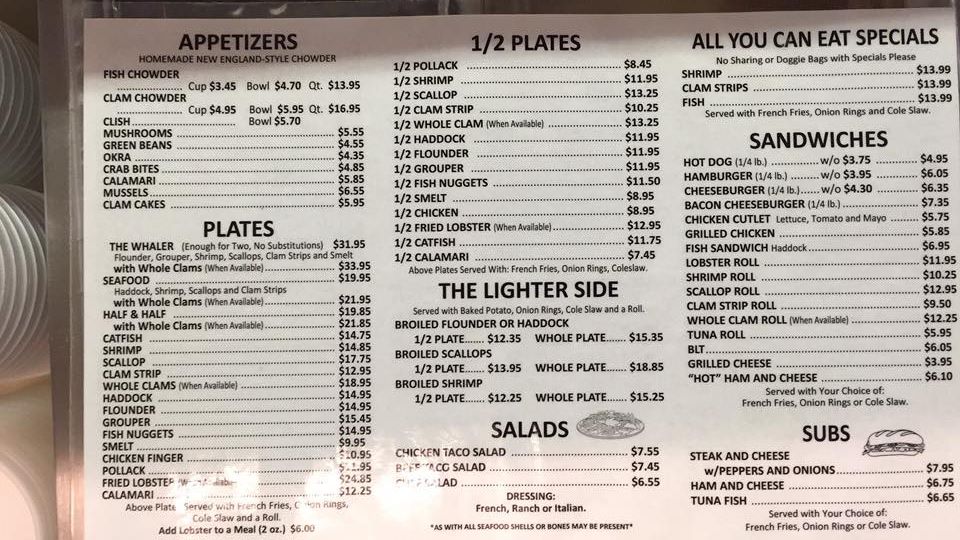 APPETIZERS
HOMEMADE NEW ENGLAND-STYLE CHOWDER
FISH CHOWDER
Cup $3.45 Bowl $4.70 Qt. $13.95
CLAM CHOWDER
Cup $4.95 Bowl $5.95 Qt. $16.95
CLISH Bowl $5.70
MUSHROOMS $5.55
GREEN BEANS $4.55
OKRA $4.35
CRAB BITES $4.85
CALAMARI $5.85
MUSSELS $6.55
CLAM CAKES $5.95
PLATES
THE WHALER (Enough for Two, No Substitutions) $31.95
Flounder, Grouper, Shrimp, Scallops, Clam Strips and Smelt
with Whole Clams (When Available) $33.95
SEAFOOD $19.95
Haddock, Shrimp, Scallops and Clam Strips
with Whole Clams (When Available) $21.95
HALF & HALF $19.85
with Whole Clams (When Available) $21.85
CATFISH $14.75
SHRIMP $14.85
SCALLOP $17.75
CLAM STRIP $12.95
WHOLE CLAMS (When Available) $18.95
HADDOCK $14.95
FLOUNDER $14.95
GROUPER $15.45
FISH NUGGETS $14.95
SMELT $9.95
CHICKEN FINGER $10.95
POLLACK
FRIED LOBSTER $24.85
CALAMARI $12.25
Above Plate Served with French Fries, Rings,
Cole Slaw and a Roll.
Add Lobster to a Meal (2 oz.) $6.00
1/2 PLATES
1/2 POLLACK $8.45
1/2 SHRIMP $11.95
1/2 SCALLOP $13.25
1/2 CLAM STRIP $10.25
1/2 WHOLE CLAM (When Available) $13.25
1/2 HADDOCK $11.95
1/2 FLOUNDER $11.95
1/2 GROUPER $11.95
1/2 FISH NUGGETS $11.50
1/2 SMELT $8.95
1/2 CHICKEN $8.95
1/2 FRIED LOBSTER (When Available) $12.95
1/2 CATFISH $11.75
1/2 CALAMARI $7.45
Above Plates Served With: French Fries, Onion Rings, Coleslaw.
THE LIGHTER SIDE
Served with Baked Potato, Onion Rings, Cole Slaw and a Roll.
BROILED FLOUNDER OR HADDOCK
1/2 PLATE...... $12.35 WHOLE PLATE...... $15.35
BROILED SCALLOPS
1/2 PLATE...... $13.95 WHOLE PLATE...... $18.85
BROILED SHRIMP
1/2 PLATE...... $12.25 WHOLE PLATE...... $15.25
SALADS
CHICKEN TACO SALAD $7.55
SALAD $7.45
SALAD $6.55
DRESSING:
French, Ranch or Italian.
*AS WITH ALL SEAFOOD SHELLS OR BONES MAY BE PRESENT*
ALL YOU CAN EAT SPECIALS
No Sharing or Doggie Bags with Specials Please
SHRIMP $13.99
CLAM STRIPS $13.99
FISH $13.99
Served with French Fries, Onion Rings and Cole Slaw.
SANDWICHES
HOT DOG (1/4 lb.) w/o $3.75 $4.95
HAMBURGER (1/4 lb.) w/o $3.95 $6.05
CHEESEBURGER (1/4 lb.) w/o $4.30 $6.35
BACON CHEESEBURGER (1/4 lb.) $7.35
CHICKEN CUTLET Lettuce, Tomato and Mayo $5.75
GRILLED CHICKEN $5.85
FISH SANDWICH Haddock $6.95
LOBSTER ROLL $11.95
SHRIMP ROLL $10.25
SCALLOP ROLL $12.95
CLAM STRIP ROLL $9.50
WHOLE CLAM ROLL (When Available) $12.25
TUNA ROLL $5.95
BLT $6.05
GRILLED CHEESE $3.95
"HOT" HAM AND CHEESE $6.10
Served with Your Choice of:
French Fries, Onion Rings or Cole Slaw.
SUBS
STEAK AND CHEESE
w/PEPPERS AND ONIONS $7.95
HAM AND CHEESE $6.75
TUNA FISH $6.65
Served with Your Choice of:
French Fries, Onion Rings or Cole Slaw.